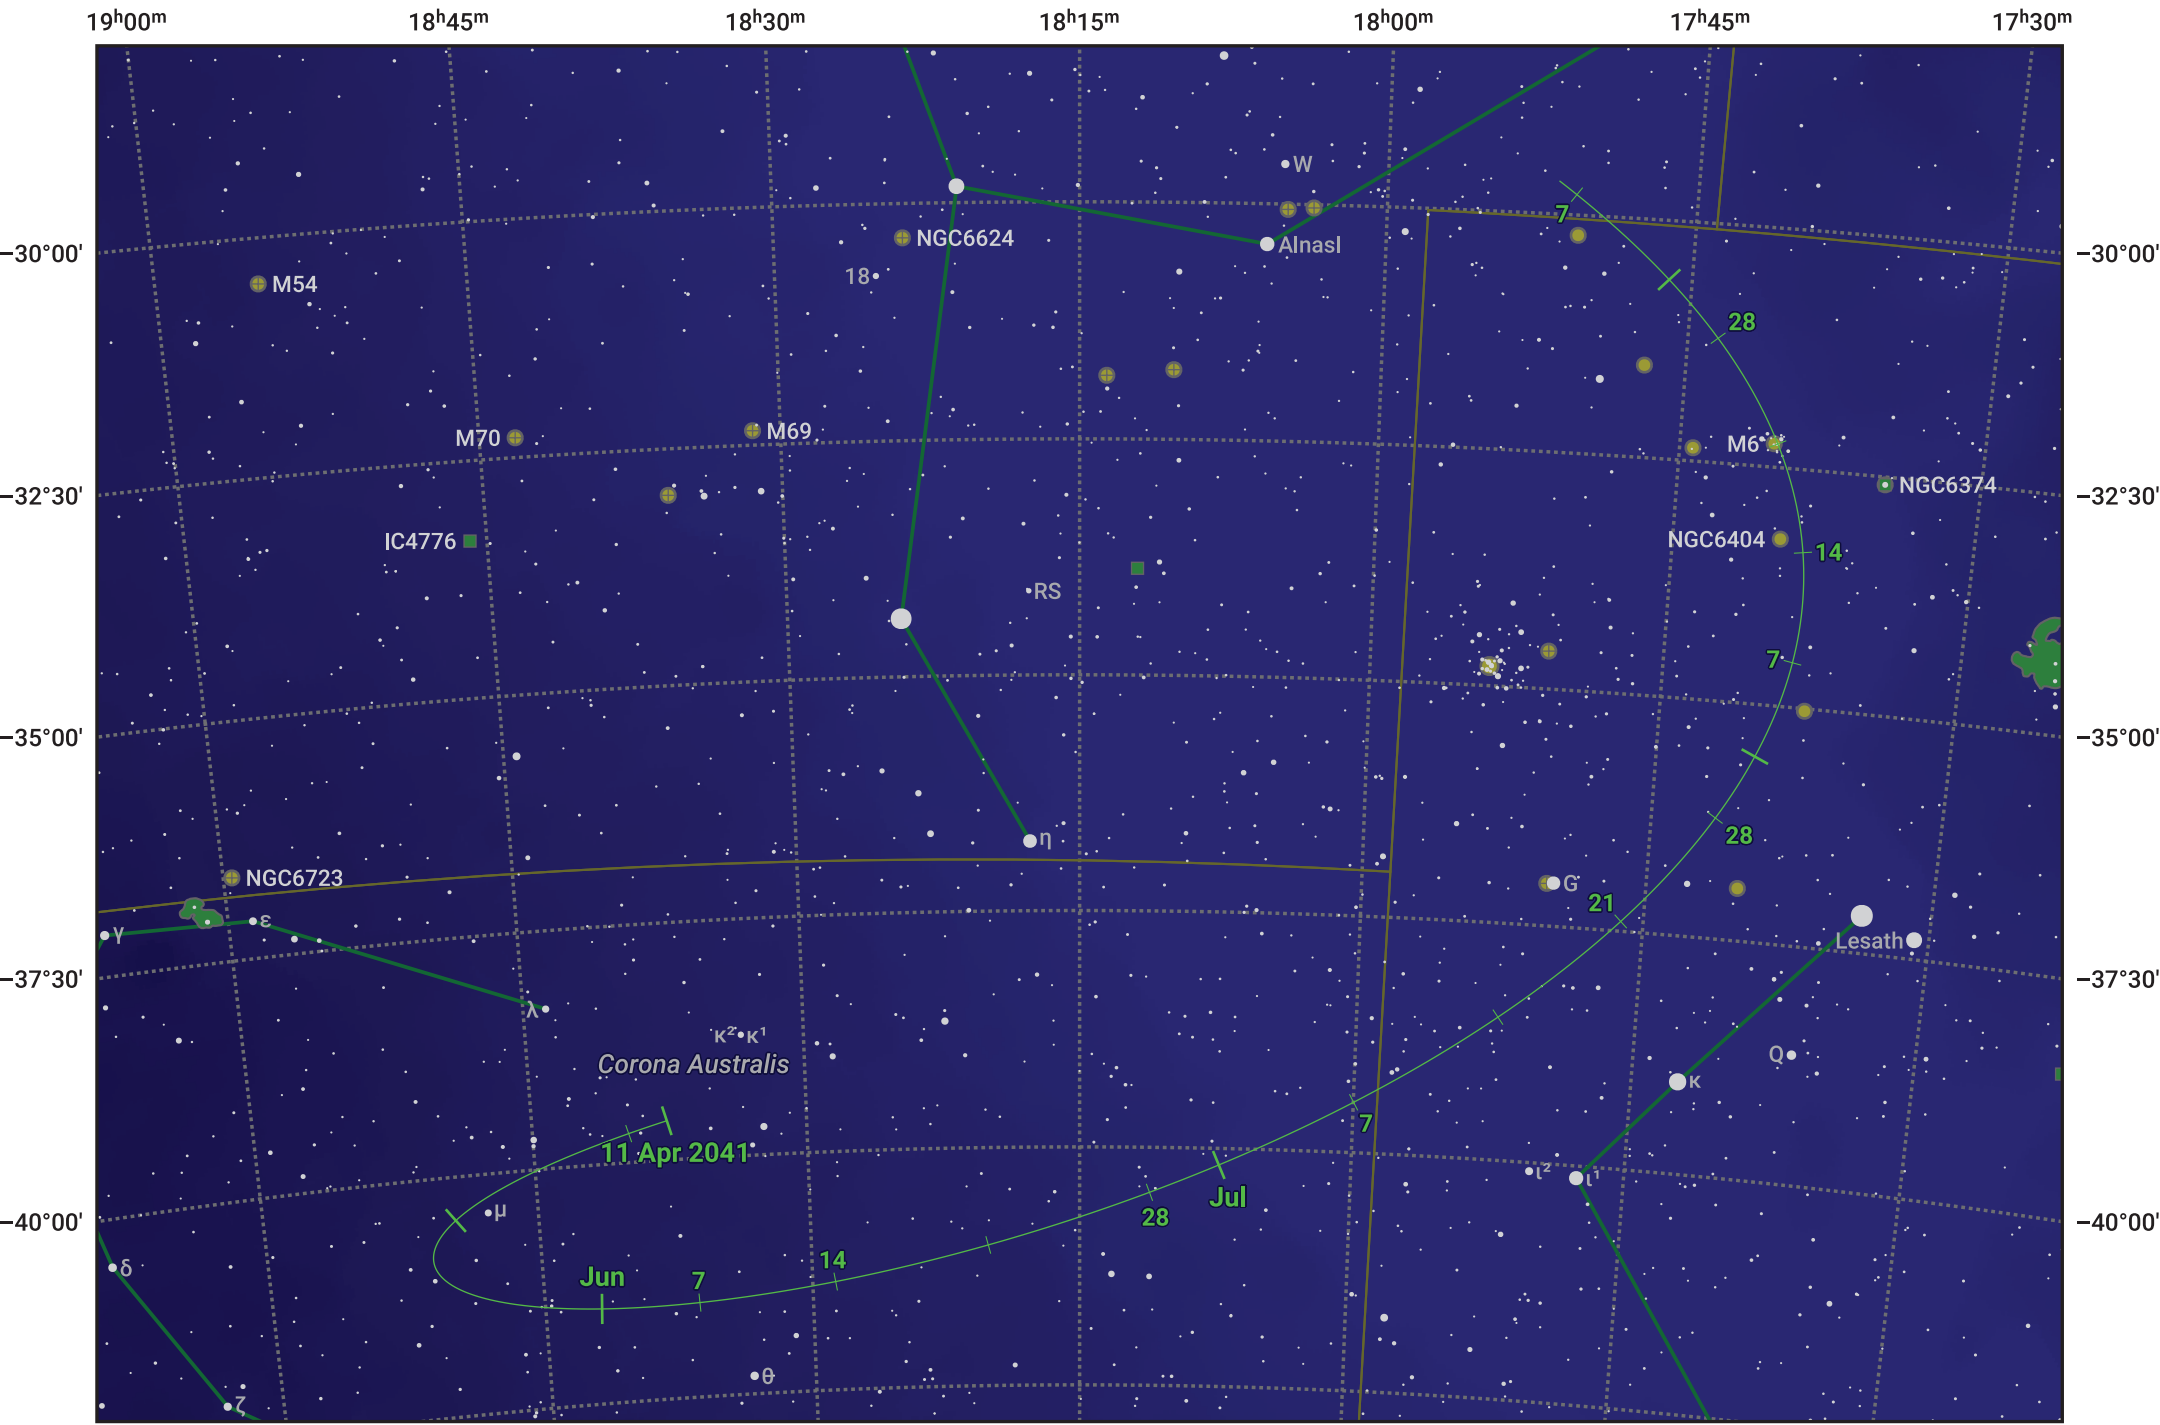 19ʰ00ᵐ 18ʰ45ᵐ 18ʰ30ᵐ 18ʰ15ᵐ 18ʰ00ᵐ 17ʰ45ᵐ 17ʰ30ᵐ
W
7
NGC6624
Alnasl
−30°00' −30°00'
18
M54
28
M70
M69
M6
NGC6374
−32°30' −32°30'
IC4776
NGC6404
14
RS
7
−35°00' −35°00'
η
28
NGC6723
G
21
γ
ε
Lesath
−37°30' −37°30'
λ
κ² κ¹
Corona Australis
Q
κ
7
11 Apr 2041
ι² ι¹
Jul
μ
28
−40°00' −40°00'
δ
14
Jun
7
θ
ζ